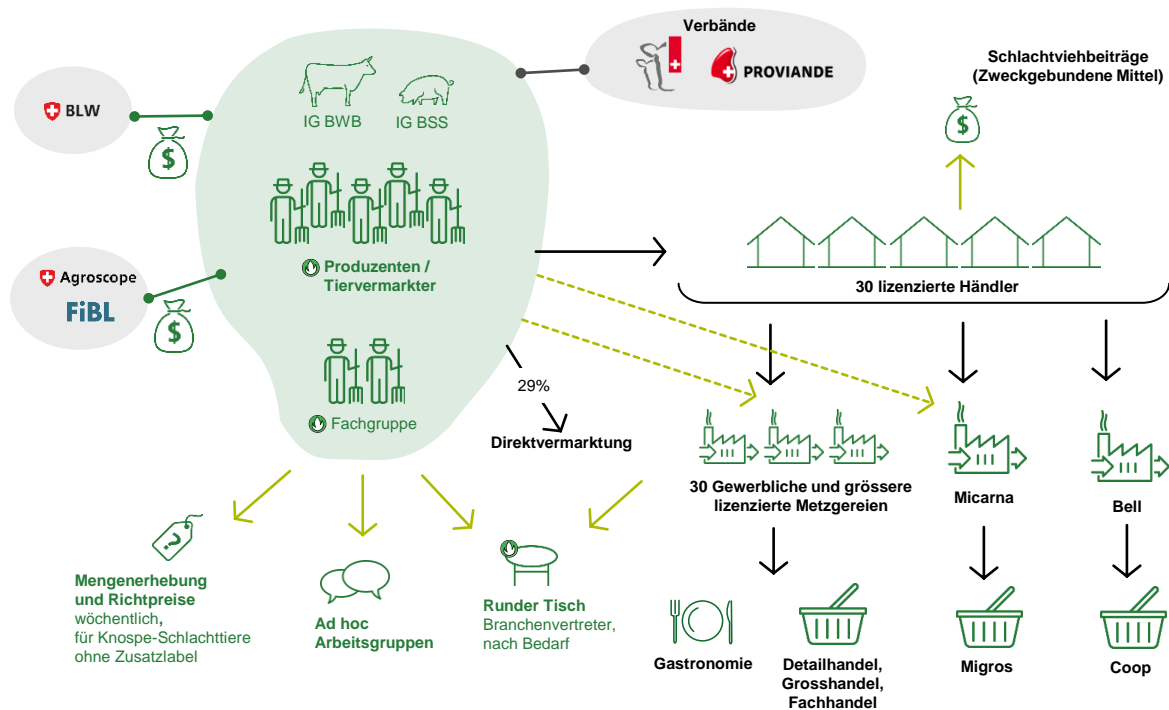 Verbände
PROVIANDE
Schlachtviehbeiträge
(Zweckgebundene Mittel)
BLW
$
IG BWB
IG BSS
$
Agroscope
FiBL
$
Produzenten /
Tiervermarkter
30 lizenzierte Händler
29%
Fachgruppe
Direktvermarktung
30 Gewerbliche und grössere
lizenzierte Metzgereien
Micarna
Bell
?
Mengenerhebung
und Richtpreise
wöchentlich,
für Knospe-Schlachttiere
ohne Zusatzlabel
Ad hoc
Arbeitsgruppen
Runder Tisch
Branchenvertreter,
nach Bedarf
Gastronomie
Detailhandel,
Grosshandel,
Fachhandel
Migros
Coop